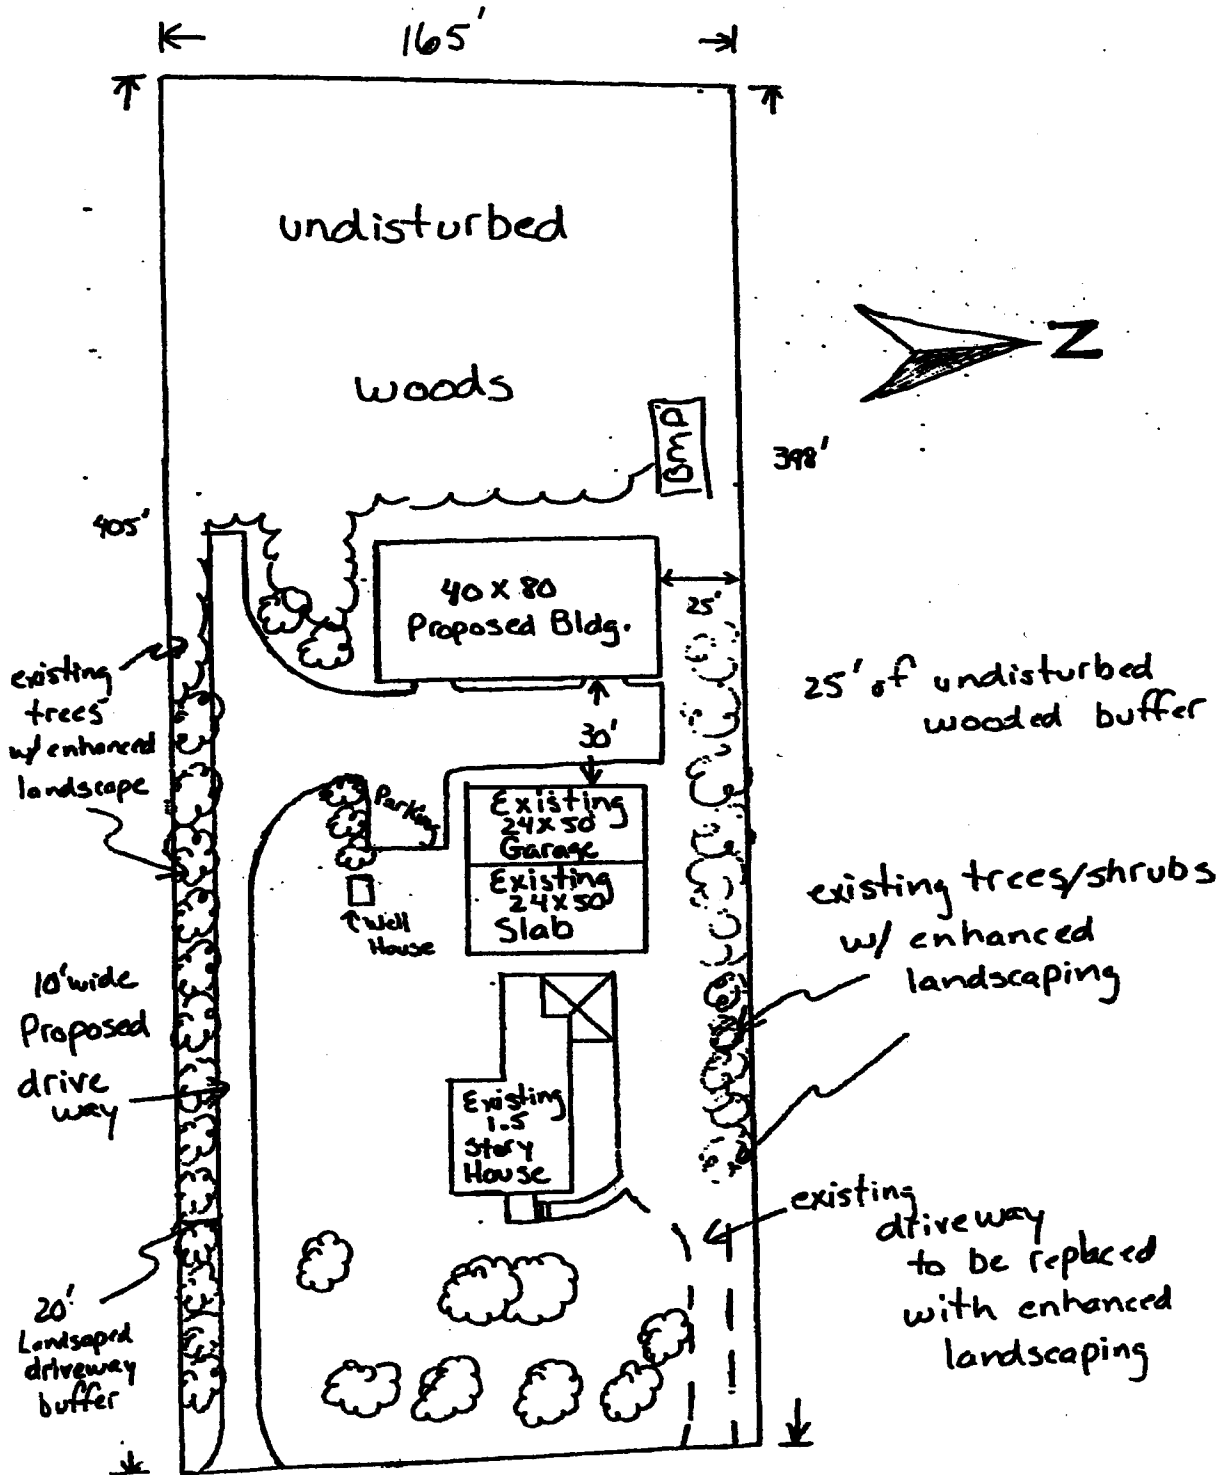 165'
undisturbed
woods
N
BMP
398'
405'
40 x 80
Proposed Bldg.
25'
25' of undisturbed
wooded buffer
existing
trees
w/ enhanced
landscape
30'
Parking
Existing
24x50
Garage
Existing
24x50
Slab
↑Well
House
existing trees/shrubs
w/ enhanced
landscaping
10' wide
Proposed
drive
way
Existing
1.5
Story
House
existing
driveway
to be replaced
with enhanced
landscaping
20'
Landsaped
driveway
buffer